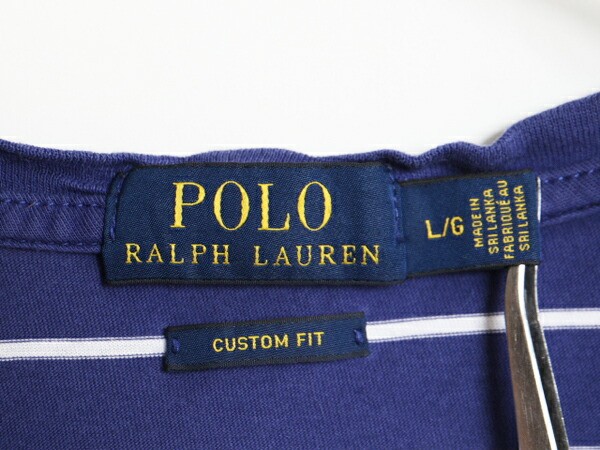 POLO
RALPH LAUREN
L/G
MADE IN
SRI LANKA
FABRIQUÉ AU
SRI LANKA
CUSTOM FIT